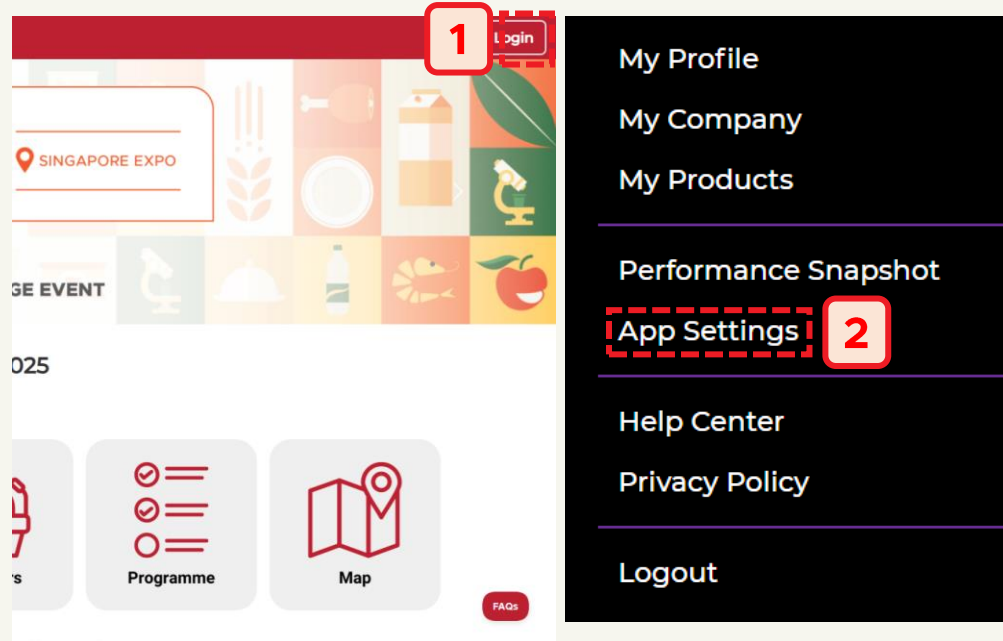 1
Login
SINGAPORE EXPO
GE EVENT
025
Programme
Map
FAQs
My Profile
My Company
My Products
Performance Snapshot
App Settings
2
Help Center
Privacy Policy
Logout